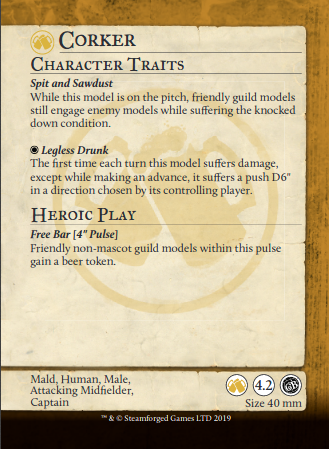 Corker
Character Traits
Spit and Sawdust
While this model is on the pitch, friendly guild models
still engage enemy models while suffering the knocked
down condition.
Legless Drunk
The first time each turn this model suffers damage,
except while making an advance, it suffers a push D6"
in a direction chosen by its controlling player.
Heroic Play
Free Bar [4" Pulse]
Friendly non-mascot guild models within this pulse
gain a beer token.
Mald, Human, Male,
Attacking Midfielder,
Captain
4.2
Size 40 mm
™ & © Steamforged Games LTD 2019